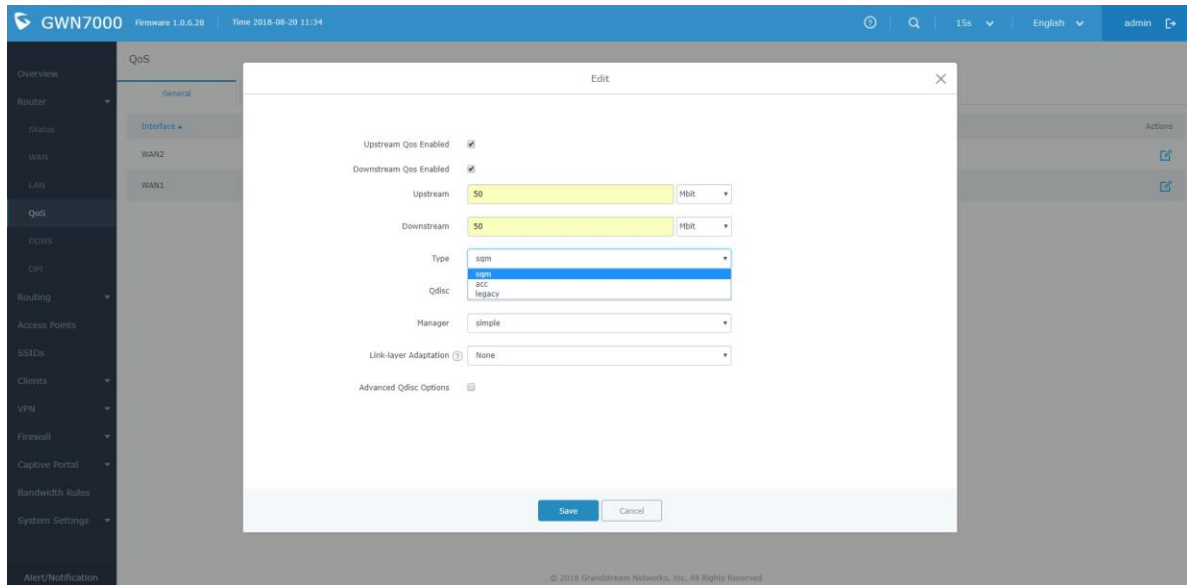 GWN7000 Firmware 1.0.6.28 Time 2018-08-20 11:34 15s English admin
QoS
Edit
Overview
General
Router
Interface Actions
Status
Upstream Qos Enabled
WAN2
WAN
Downstream Qos Enabled
LAN
WAN1
Upstream 50 Mbit
QoS
Downstream 50 Mbit
DDNS
Type sqm
DPI
sqm
acc
legacy
Qdisc
Routing
Manager simple
Access Points
SSIDs
Link-layer Adaptation ? None
Clients
Advanced Qdisc Options
VPN
Firewall
Captive Portal
Bandwidth Rules
Save Cancel
System Settings
Alert/Notification
© 2018 Grandstream Networks, Inc. All Rights Reserved